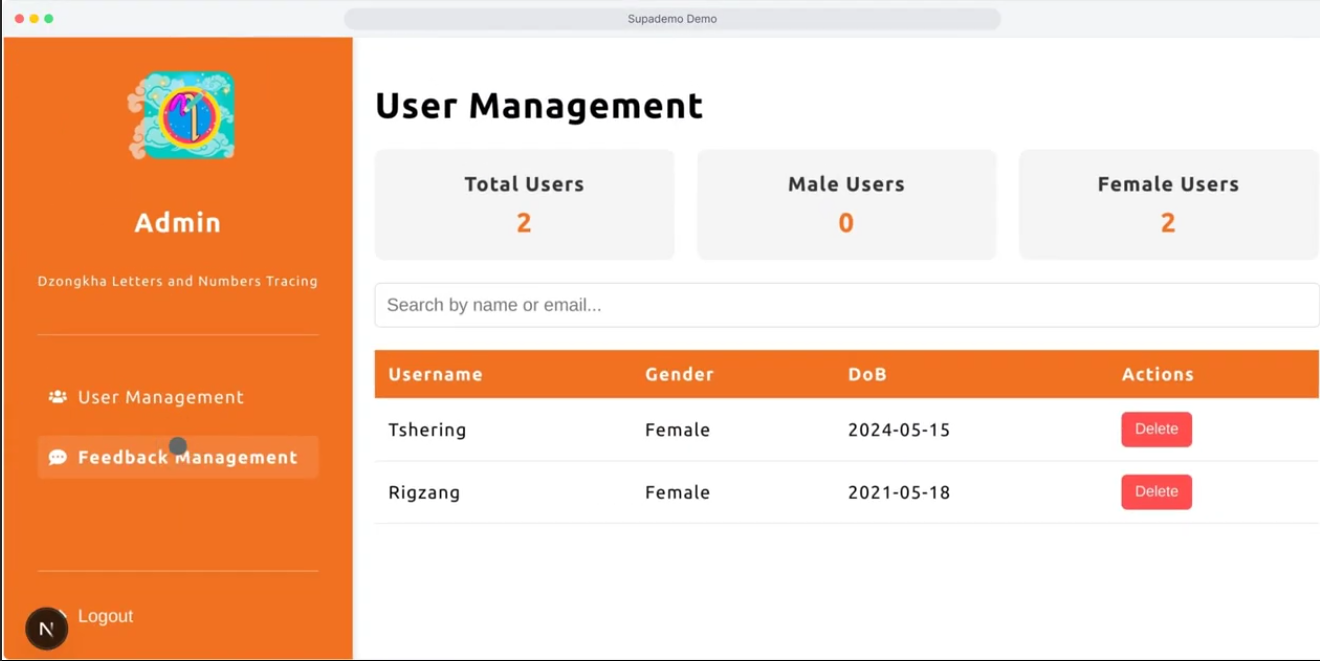 Supademo Demo
Admin
Dzongkha Letters and Numbers Tracing
User Management
Feedback Management
Logout
N
User Management
Total Users
2
Male Users
0
Female Users
2
Search by name or email...
Username Gender DoB Actions
Tshering Female 2024-05-15 Delete
Rigzang Female 2021-05-18 Delete